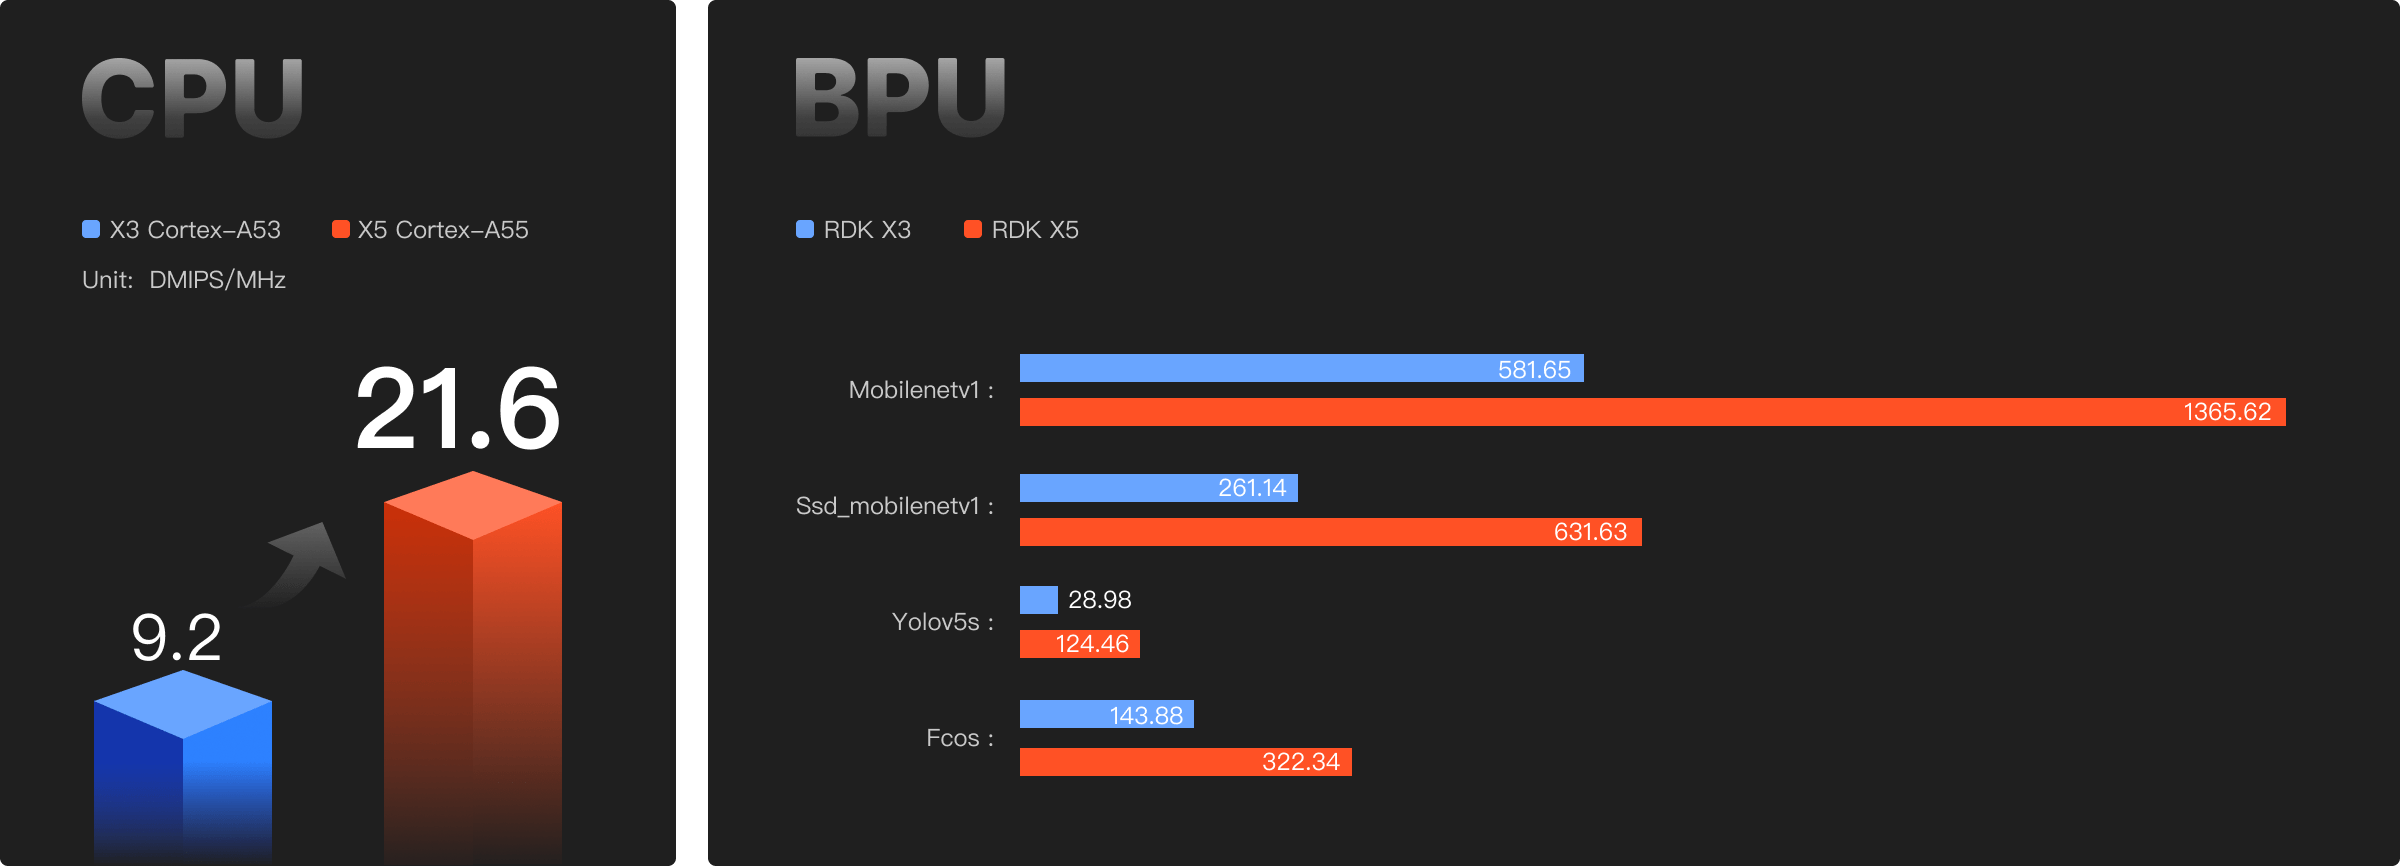 CPU
X3 Cortex-A53
X5 Cortex-A55
Unit: DMIPS/MHz
21.6
9.2
BPU
RDK X3
RDK X5
Mobilenetv1 :
581.65
1365.62
Ssd_mobilenetv1 :
261.14
631.63
Yolov5s :
28.98
124.46
Fcos :
143.88
322.34